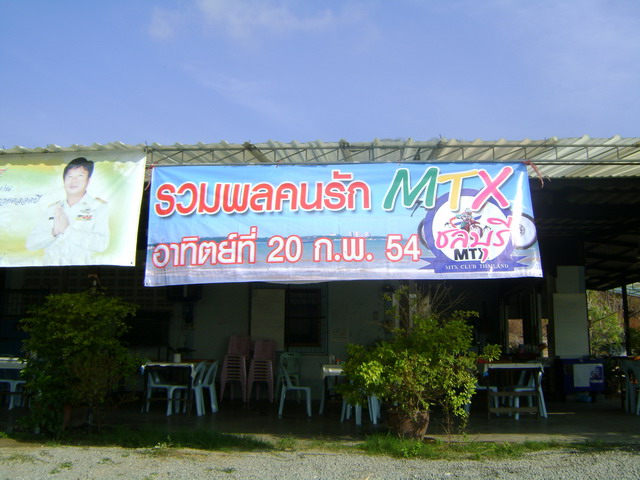 รวมพลคนรัก MTX
อาทิตย์ที่ 20 ก.พ. 54
ชลบุรี
MTX
MTX CLUB THAILAND